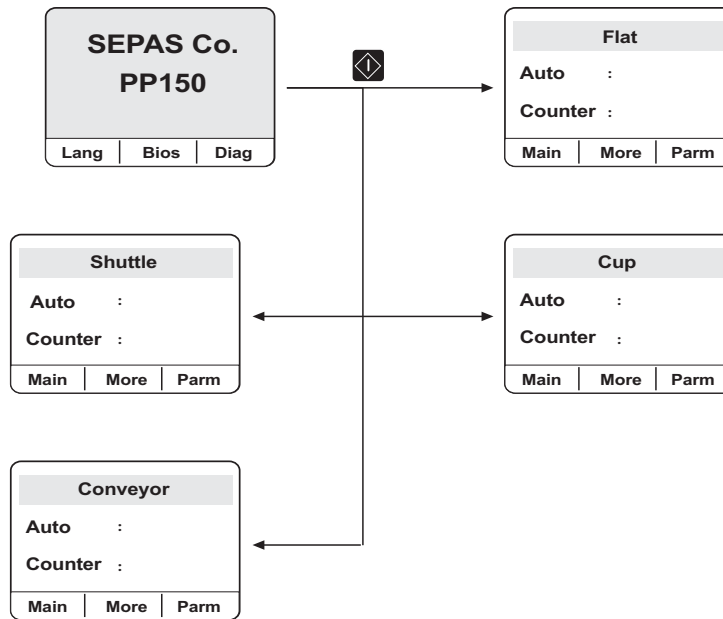 SEPAS Co.
PP150
Lang Bios Diag
Flat
Auto :
Counter :
Main More Parm
Shuttle
Auto :
Counter :
Main More Parm
Cup
Auto :
Counter :
Main More Parm
Conveyor
Auto :
Counter :
Main More Parm